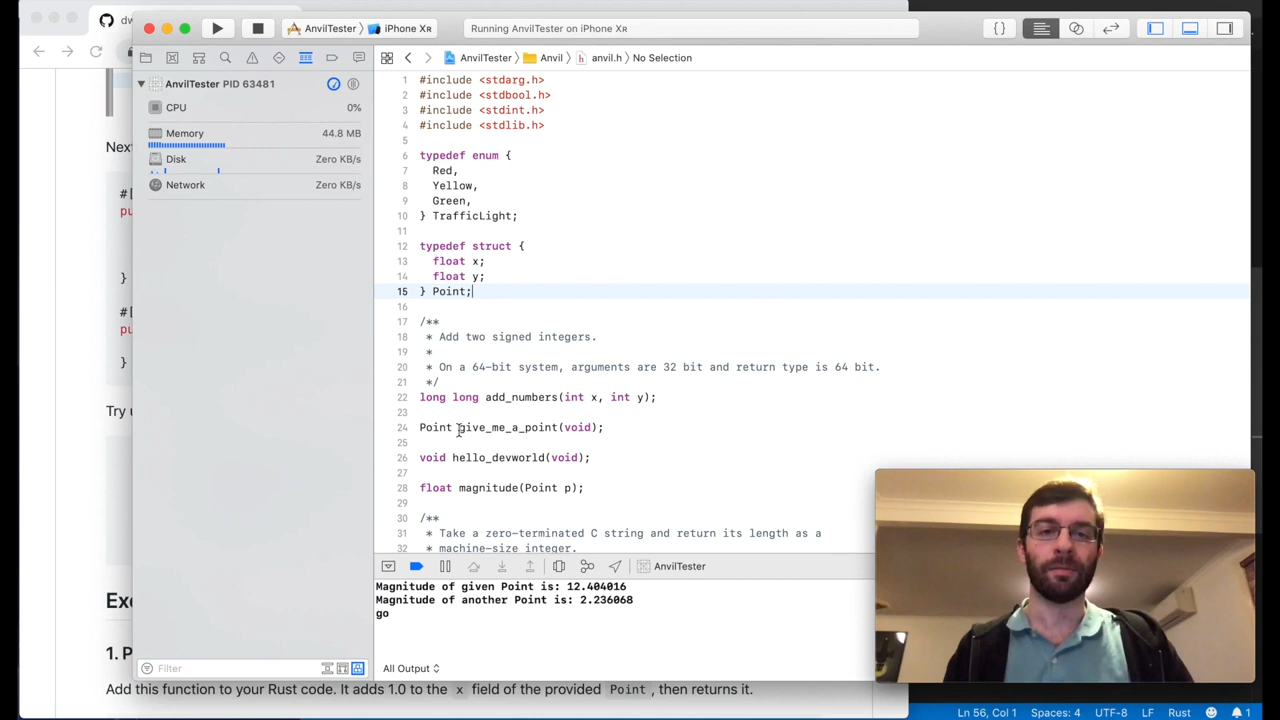 dw
AnvilTester
iPhone Xʀ
Running AnvilTester on iPhone Xʀ
AnvilTester
Anvil
anvil.h
No Selection
AnvilTester PID 63481
CPU
0%
Memory
44.8 MB
Disk
Zero KB/s
Network
Zero KB/s
1 #include <stdarg.h>
2 #include <stdbool.h>
3 #include <stdint.h>
4 #include <stdlib.h>
5
6 typedef enum {
7 Red,
8 Yellow,
9 Green,
10 } TrafficLight;
11
12 typedef struct {
13 float x;
14 float y;
15 } Point;
16
17 /**
18 * Add two signed integers.
19 *
20 * On a 64-bit system, arguments are 32 bit and return type is 64 bit.
21 */
22 long long add_numbers(int x, int y);
23
24 Point give_me_a_point(void);
25
26 void hello_devworld(void);
27
28 float magnitude(Point p);
29
30 /**
31 * Take a zero-terminated C string and return its length as a
32 * machine-size integer.
AnvilTester
Magnitude of given Point is: 12.404016
Magnitude of another Point is: 2.236068
go
All Output
Filter
Nex
#[
pu
}
#[
pu
}
Try u
Exe
1. P
Add this function to your Rust code. It adds 1.0 to the x field of the provided Point , then returns it.
Ln 56, Col 1
Spaces: 4
UTF-8
LF
Rust
1